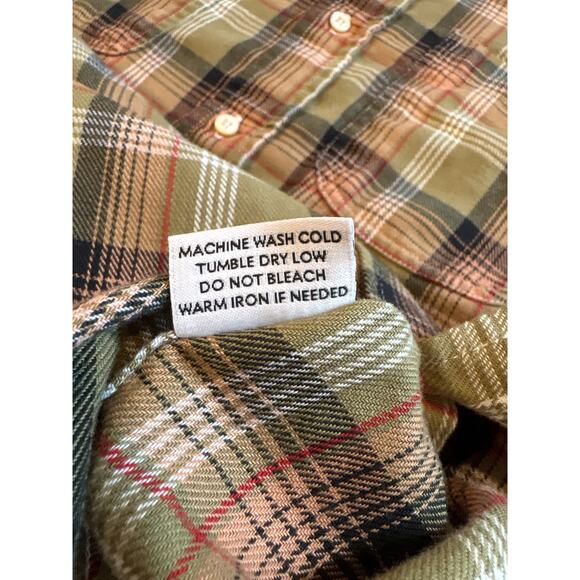 MACHINE WASH COLD
TUMBLE DRY LOW
DO NOT BLEACH
WARM IRON IF NEEDED